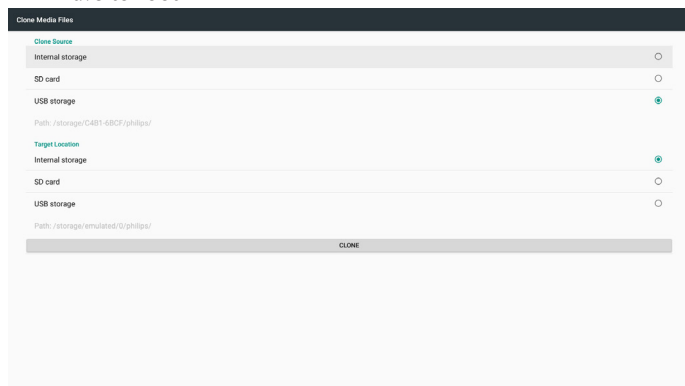 Clone Media Files
Clone Source
Internal storage
SD card
USB storage
Path: /storage/C4B1-6BCF/philips/
Target Location
Internal storage
SD card
USB storage
Path: /storage/emulated/0/philips/
CLONE